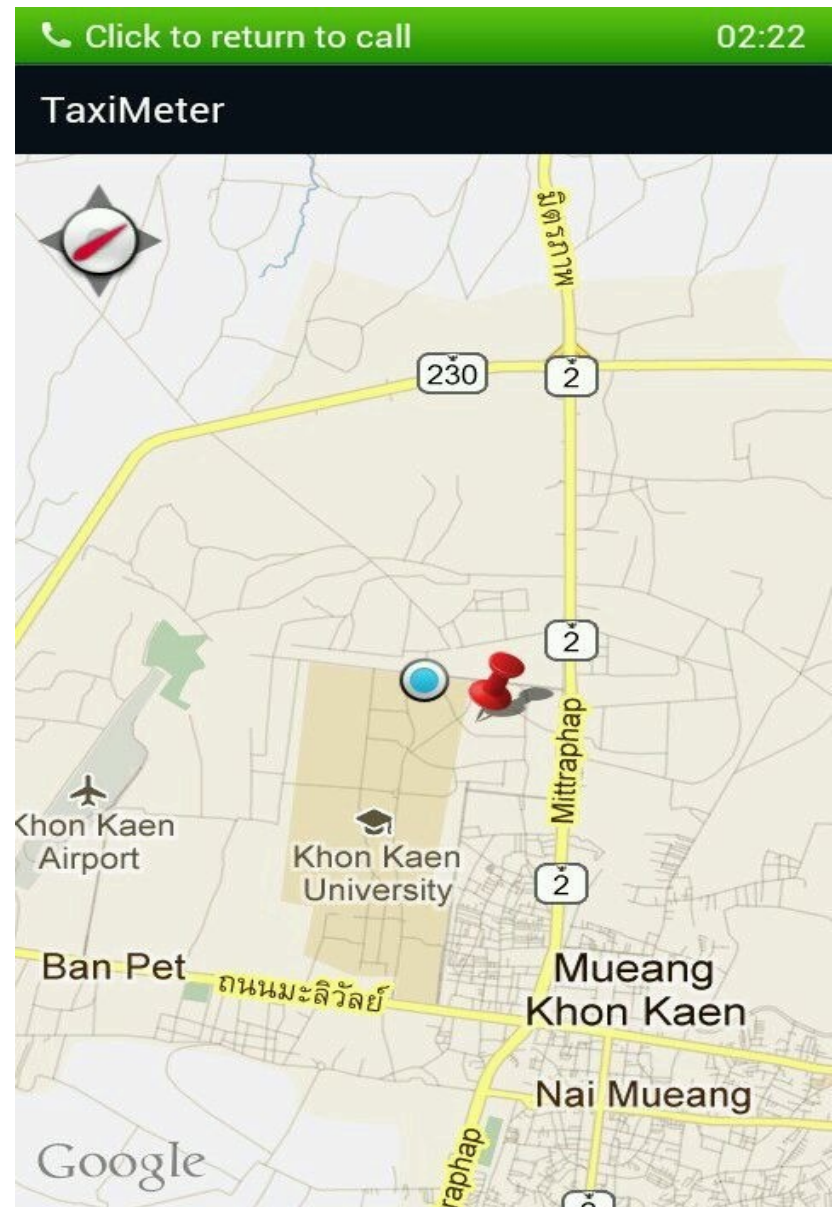 Click to return to call 02:22
TaxiMeter
มิตรภาพ
230
2
2
Mittraphap
Khon Kaen
Airport
Khon Kaen
University
2
Ban Pet
ถนนมะลิวัลย์
Mueang
Khon Kaen
Nai Mueang
Google
raphap